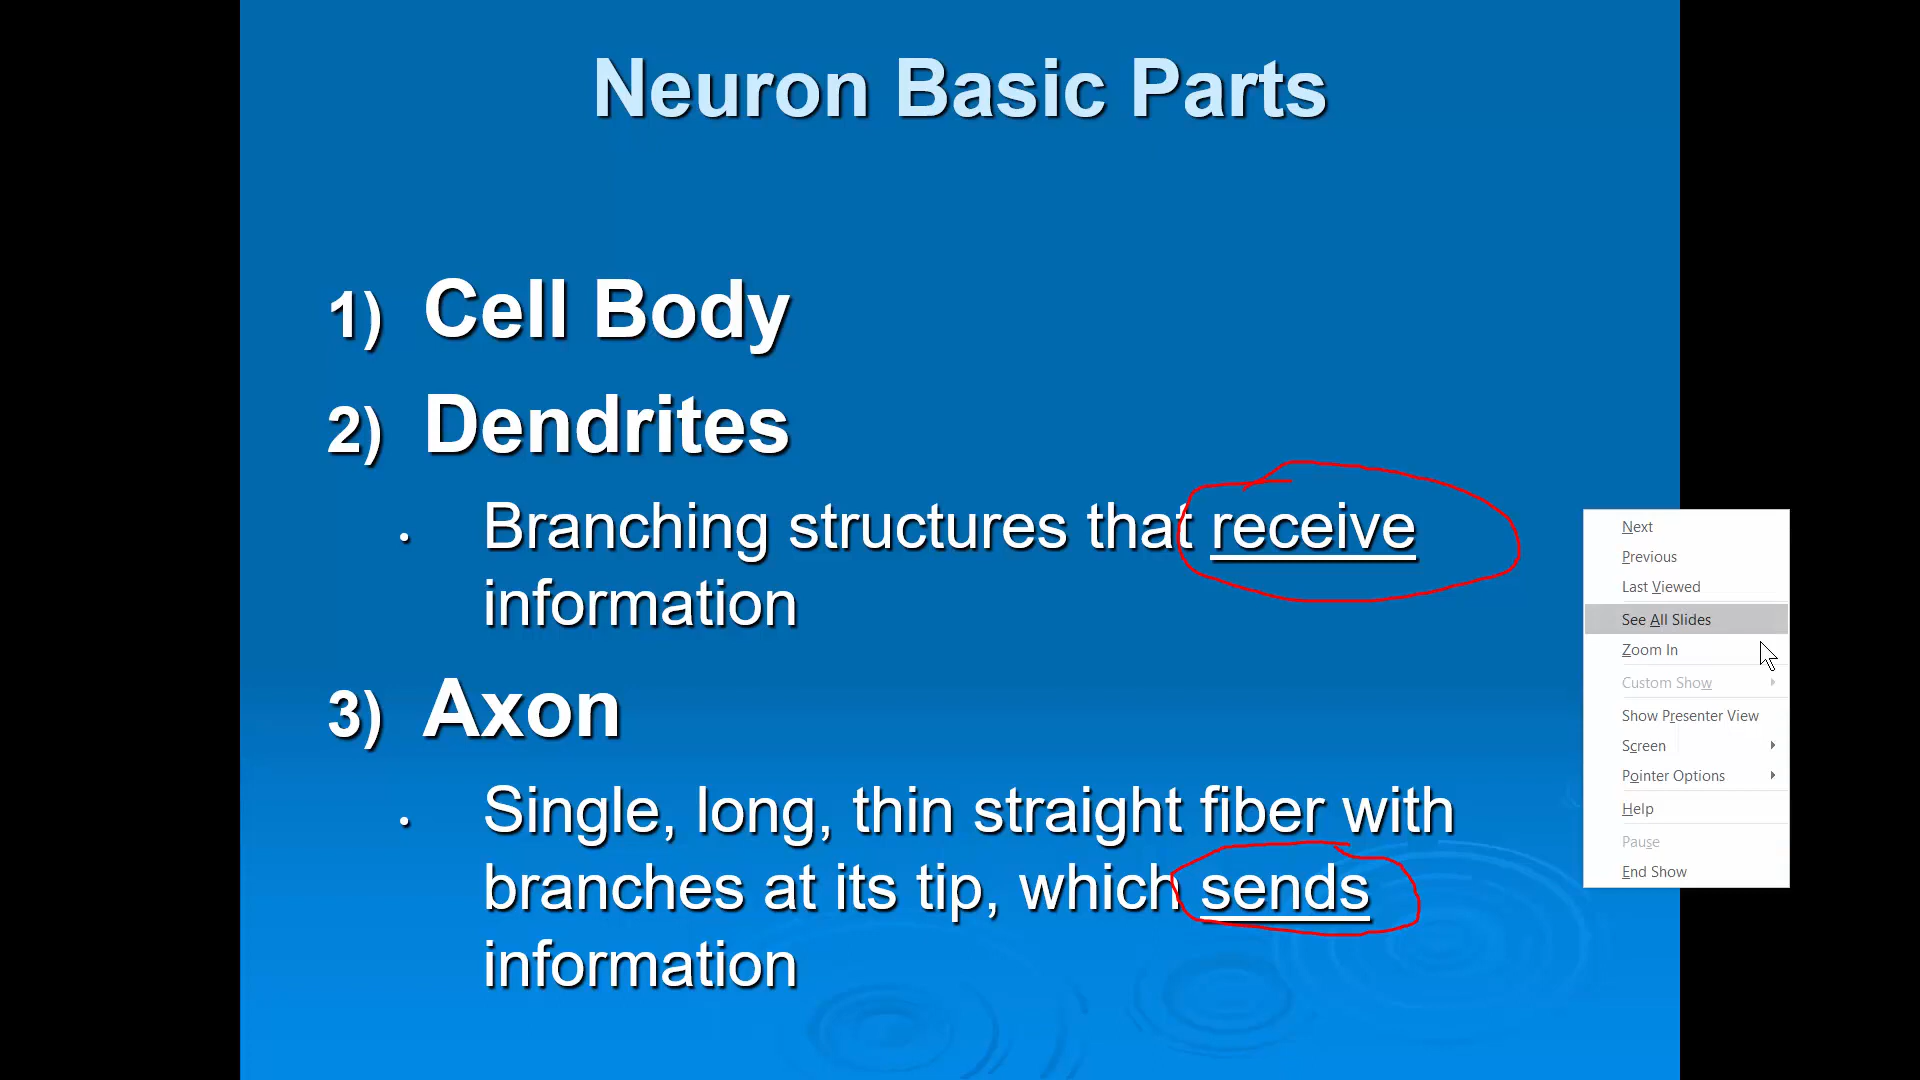 Neuron Basic Parts
1) Cell Body
2) Dendrites
• Branching structures that receive
information
3) Axon
• Single, long, thin straight fiber with
branches at its tip, which sends
information
Next
Previous
Last Viewed
See All Slides
Zoom In
Custom Show
Show Presenter View
Screen
Pointer Options
Help
Pause
End Show